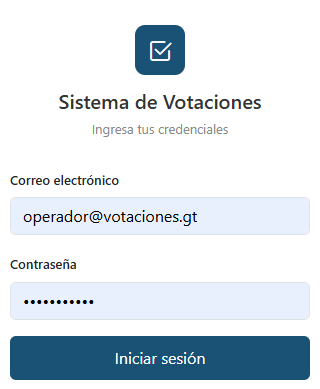 Sistema de Votaciones
Ingresa tus credenciales
Correo electrónico
operador@votaciones.gt
Contraseña
•••••••••••
Iniciar sesión